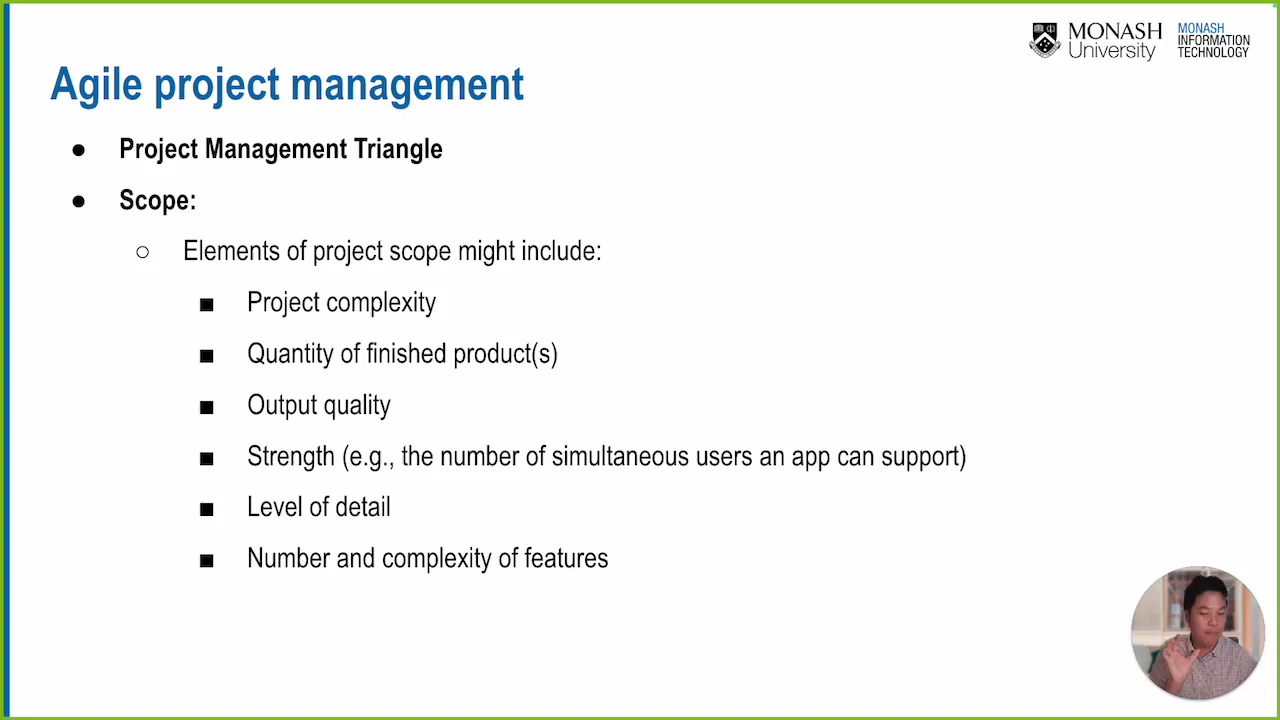 MONASH University
MONASH INFORMATION TECHNOLOGY
Agile project management
● Project Management Triangle
● Scope:
○ Elements of project scope might include:
■ Project complexity
■ Quantity of finished product(s)
■ Output quality
■ Strength (e.g., the number of simultaneous users an app can support)
■ Level of detail
■ Number and complexity of features